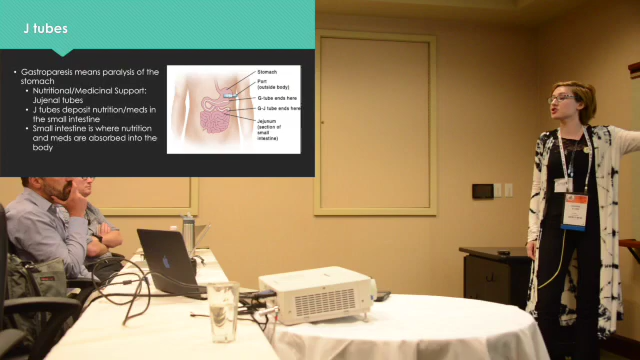 J tubes
• Gastroparesis means paralysis of the
stomach
• Nutritional/Medicinal Support:
Jujenal tubes
• J tubes deposit nutrition/meds in
the small intestine
• Small intestine is where nutrition
and meds are absorbed into the
body
Stomach
Port
(outside body)
G-tube ends here
G-J tube ends here
Jejunum
(section of
small
intestine)